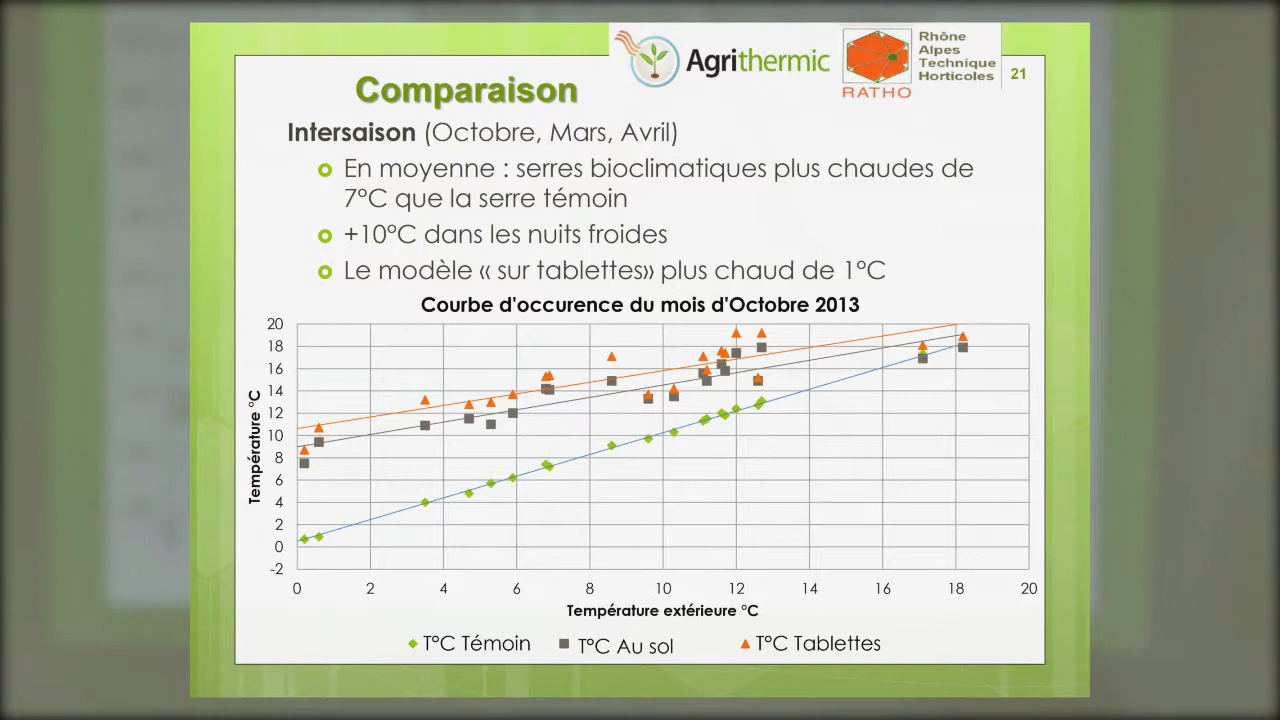 Agrithermic
Rhône
Alpes
Technique
Horticoles
RATHO
21
Comparaison
Intersaison (Octobre, Mars, Avril)
En moyenne : serres bioclimatiques plus chaudes de
7°C que la serre témoin
+10°C dans les nuits froides
Le modèle « sur tablettes» plus chaud de 1°C
Courbe d'occurence du mois d'Octobre 2013
Température °C
20
18
16
14
12
10
8
6
4
2
0
-2
0 2 4 6 8 10 12 14 16 18 20
Température extérieure °C
T°C Témoin T°C Au sol T°C Tablettes